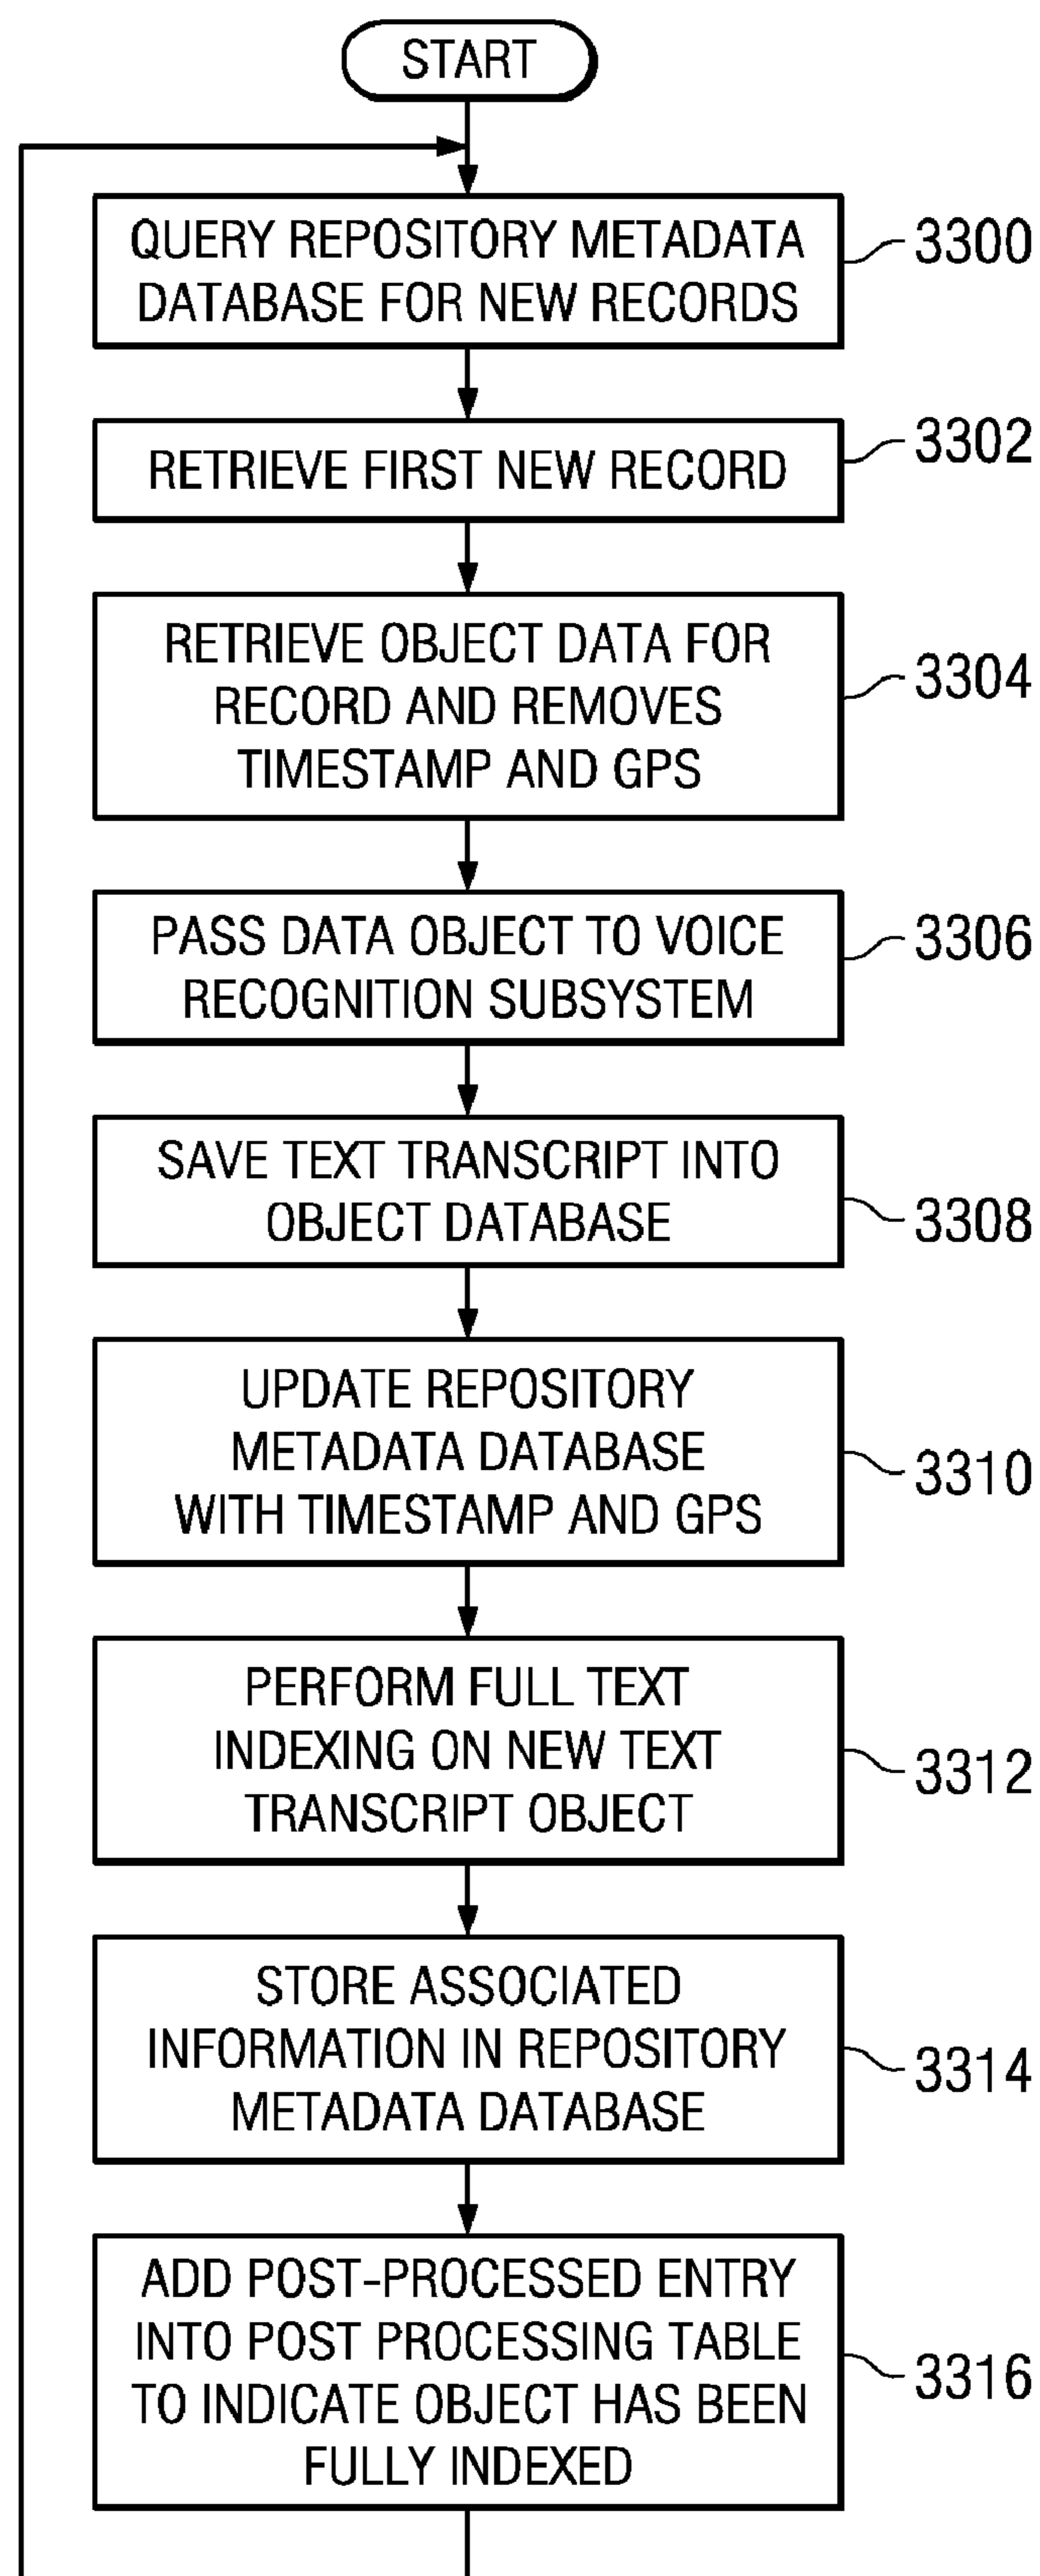 START
QUERY REPOSITORY METADATA
DATABASE FOR NEW RECORDS
3300
RETRIEVE FIRST NEW RECORD
3302
RETRIEVE OBJECT DATA FOR
RECORD AND REMOVES
TIMESTAMP AND GPS
3304
PASS DATA OBJECT TO VOICE
RECOGNITION SUBSYSTEM
3306
SAVE TEXT TRANSCRIPT INTO
OBJECT DATABASE
3308
UPDATE REPOSITORY
METADATA DATABASE
WITH TIMESTAMP AND GPS
3310
PERFORM FULL TEXT
INDEXING ON NEW TEXT
TRANSCRIPT OBJECT
3312
STORE ASSOCIATED
INFORMATION IN REPOSITORY
METADATA DATABASE
3314
ADD POST-PROCESSED ENTRY
INTO POST PROCESSING TABLE
TO INDICATE OBJECT HAS BEEN
FULLY INDEXED
3316